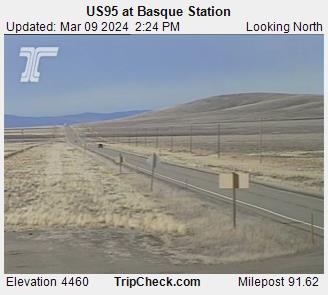 US95 at Basque Station
Updated: Mar 09 2024 2:24 PM Looking North
Elevation 4460 TripCheck.com Milepost 91.62